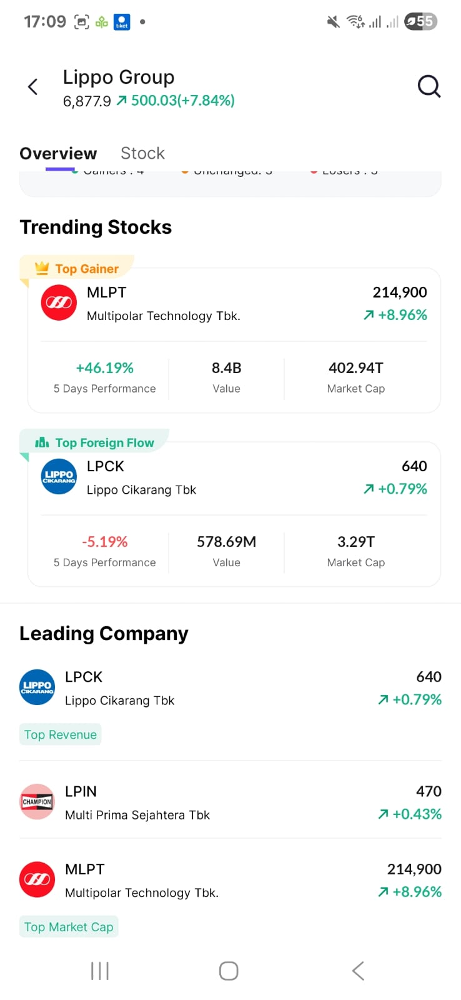 17:09
tiket
55
Lippo Group
6,877.9 500.03(+7.84%)
Overview Stock
Gainers : 4 Unchanged: 3
Trending Stocks
Top Gainer
MLPT 214,900
Multipolar Technology Tbk. +8.96%
+46.19% 8.4B 402.94T
5 Days Performance Value Market Cap
Top Foreign Flow
LIPPO
CIKARANG
LPCK 640
Lippo Cikarang Tbk +0.79%
-5.19% 578.69M 3.29T
5 Days Performance Value Market Cap
Leading Company
LIPPO
CIKARANG
LPCK 640
Lippo Cikarang Tbk +0.79%
Top Revenue
CHAMPION
LPIN 470
Multi Prima Sejahtera Tbk +0.43%
MLPT 214,900
Multipolar Technology Tbk. +8.96%
Top Market Cap